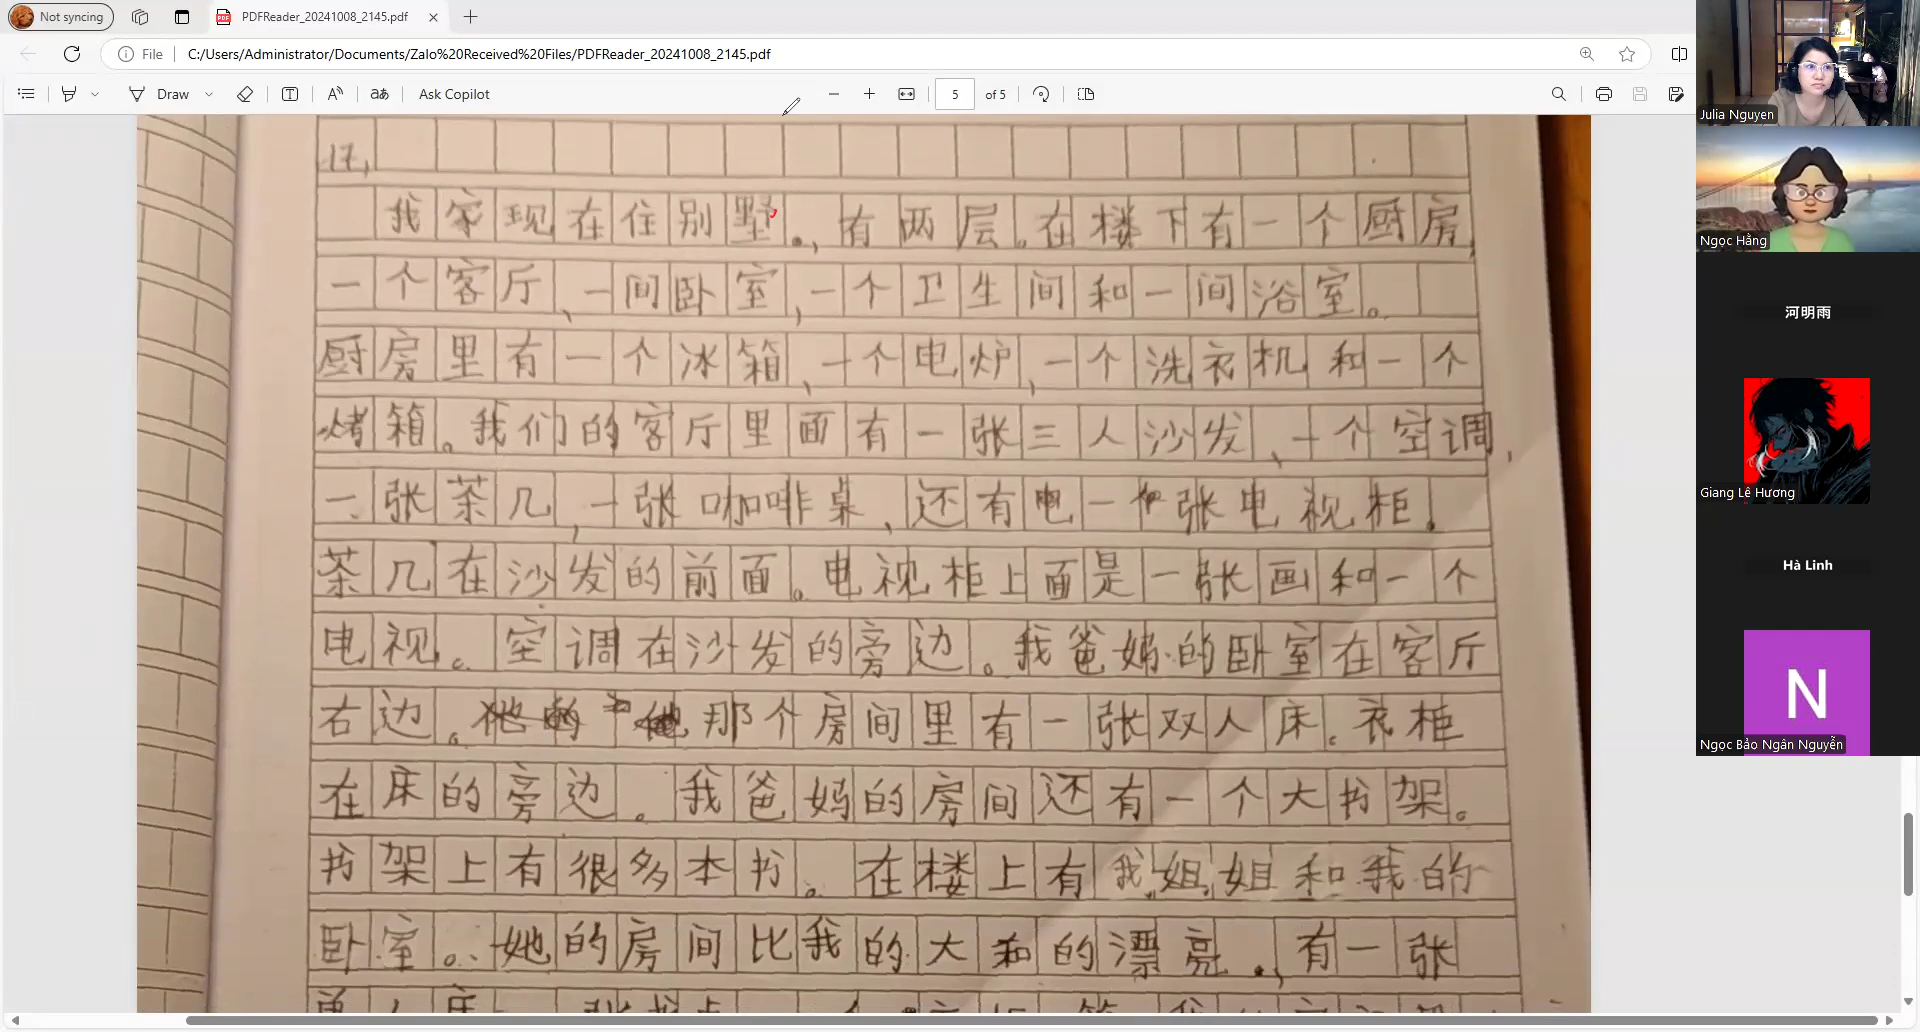 Not syncing
PDFReader_20241008_2145.pdf
File
C:/Users/Administrator/Documents/Zalo%20Received%20Files/PDFReader_20241008_2145.pdf
Draw
Ask Copilot
5
of 5
17,
我家现在住别墅。,有两层。在楼下有一个厨房,
一个客厅、一间卧室,一个卫生间和一间浴室。
厨房里有一个冰箱、一个电炉,一个洗衣机和一个
烤箱。我们的客厅里面有一张三人沙发、一个空调,
一张茶几,一张咖啡桌、还有电一个张电视柜.
茶几在沙发的前面。电视柜上面是一张画和一个
电视。空调在沙发的旁边。我爸妈的卧室在客厅
右边。那个房间里有一张双人床.衣柜
在床的旁边。我爸妈的房间还有一个大书架。
书架上有很多本书。在楼上有我姐姐和我的
卧室。她的房间比我的大和的漂亮.,有一张
Julia Nguyen
Ngọc Hằng
河明雨
Giang Lê Hương
Hà Linh
N
Ngọc Bảo Ngân Nguyễn